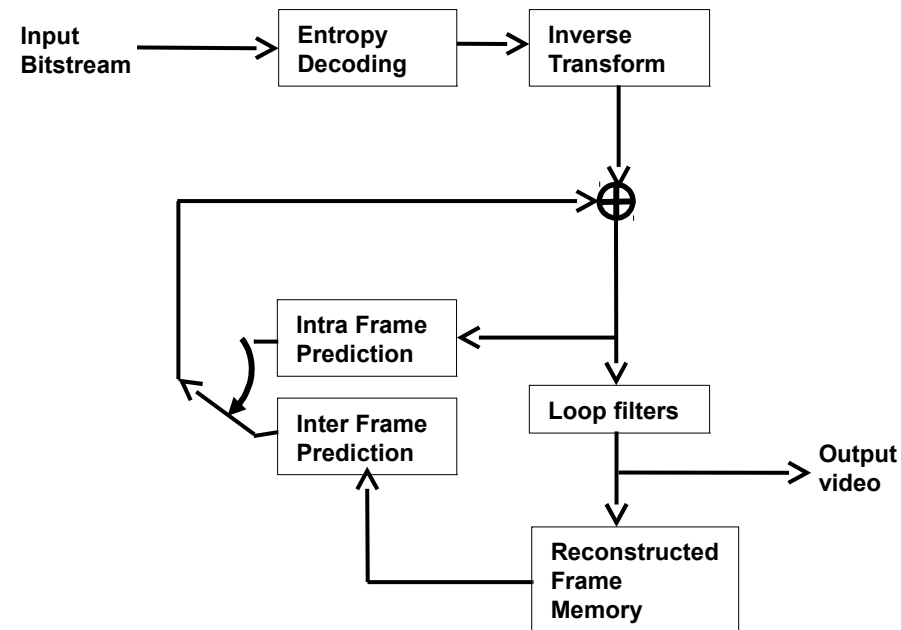 Input
Bitstream
Entropy
Decoding
Inverse
Transform
Intra Frame
Prediction
Inter Frame
Prediction
Loop filters
Output
video
Reconstructed
Frame
Memory